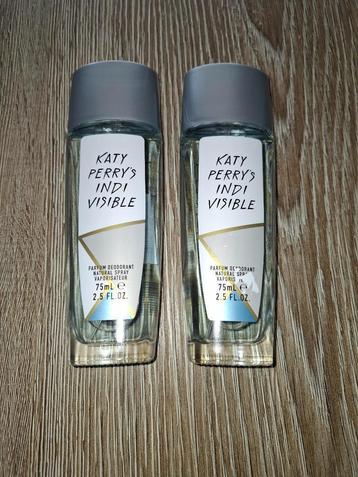 KATY
PERRY'S
INDI
VISIBLE
PARFUM DEODORANT
NATURAL SPRAY
VAPORISATEUR
75mL ℮
2.5 FL.OZ.
KATY
PERRY'S
INDI
VISIBLE
PARFUM DEODORANT
NATURAL SPRAY
75mL ℮
2.5 FL.OZ.